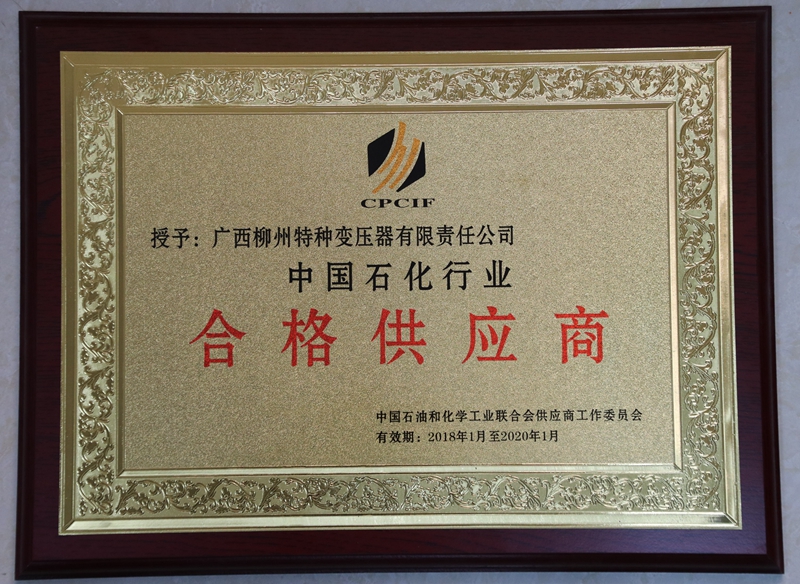 CPCIF
授予：广西柳州特种变压器有限责任公司
中国石化行业
合格供应商
中国石油和化学工业联合会供应商工作委员会
有效期：2018年1月至2020年1月